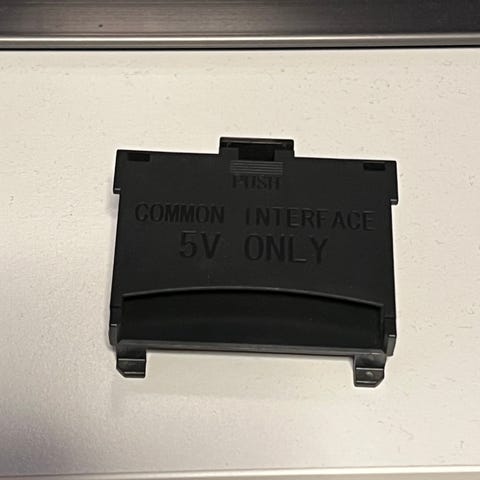 PUSH
COMMON INTERFACE
5V ONLY